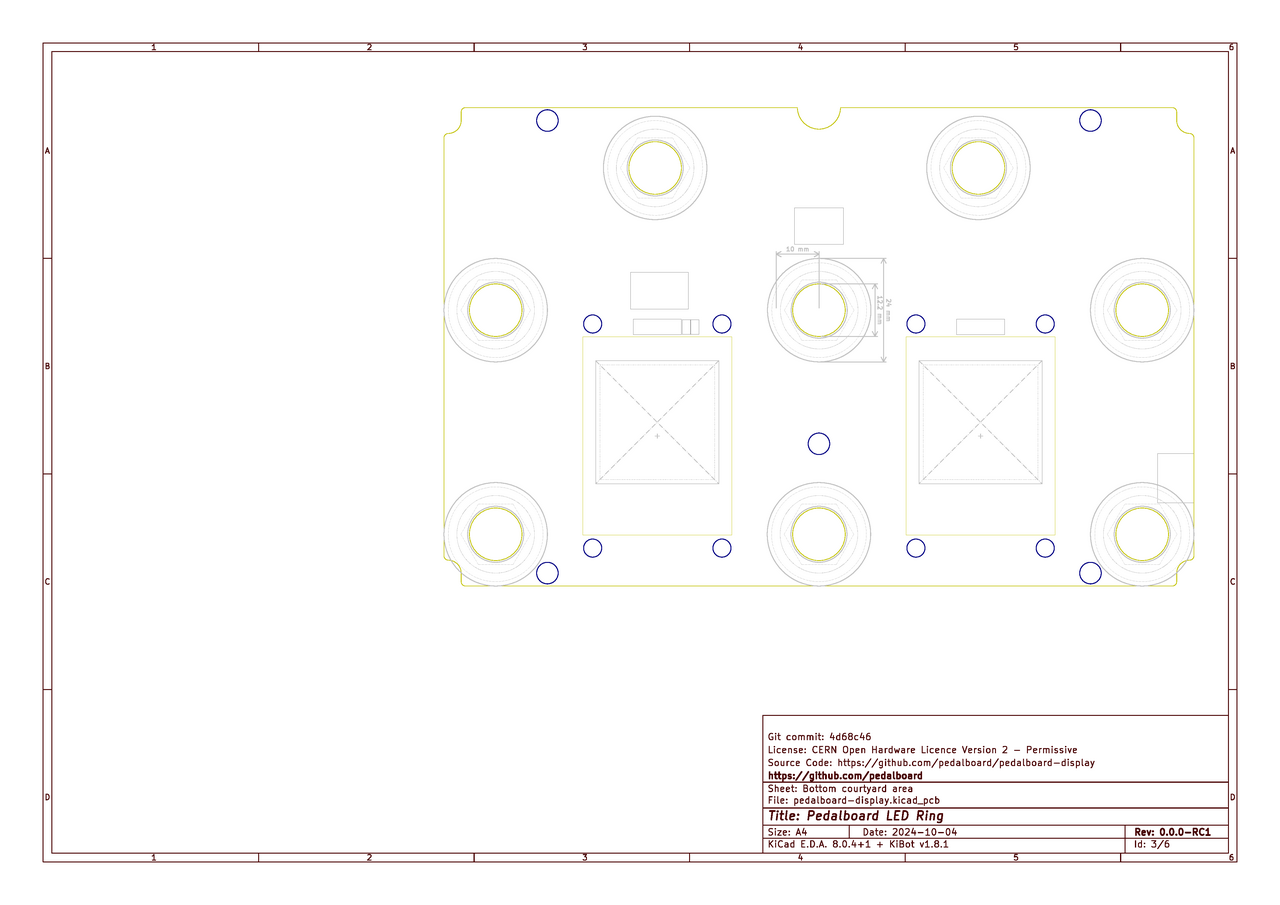 1 2 3 4 5 6
A A
10 mm
24 mm
12.2 mm
B B
C C
Git commit: 4d68c46
License: CERN Open Hardware Licence Version 2 - Permissive
Source Code: https://github.com/pedalboard/pedalboard-display
https://github.com/pedalboard
Sheet: Bottom courtyard area
D D
File: pedalboard-display.kicad_pcb
Title: Pedalboard LED Ring
Size: A4 Date: 2024-10-04 Rev: 0.0.0-RC1
KiCad E.D.A. 8.0.4+1 + KiBot v1.8.1 Id: 3/6
1 2 3 4 5 6